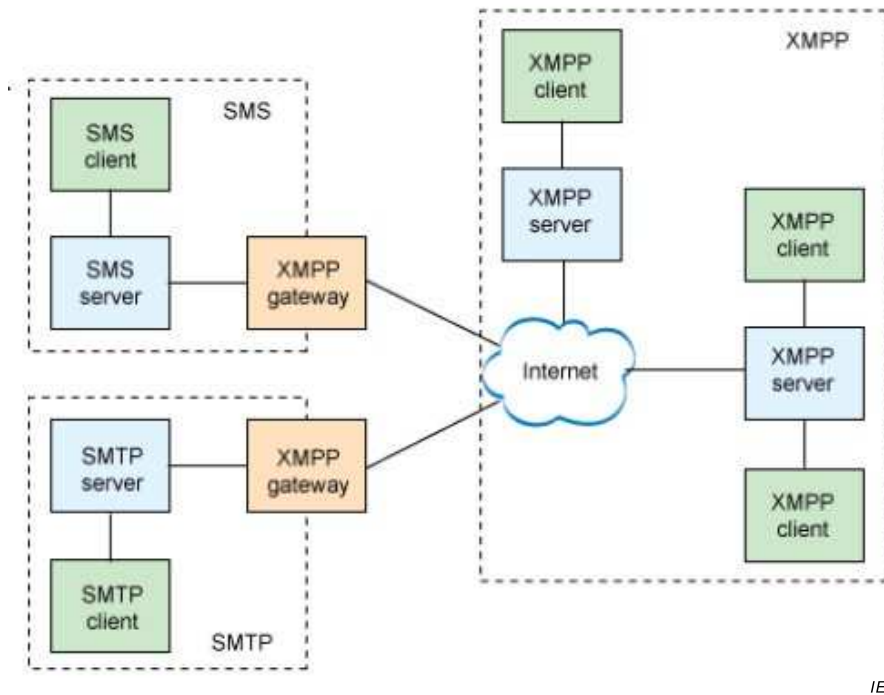 XMPP
XMPP
client
SMS
SMS
client
XMPP
server
XMPP
client
SMS
server
XMPP
gateway
Internet
XMPP
server
SMTP
server
XMPP
gateway
XMPP
client
SMTP
client
SMTP
IE